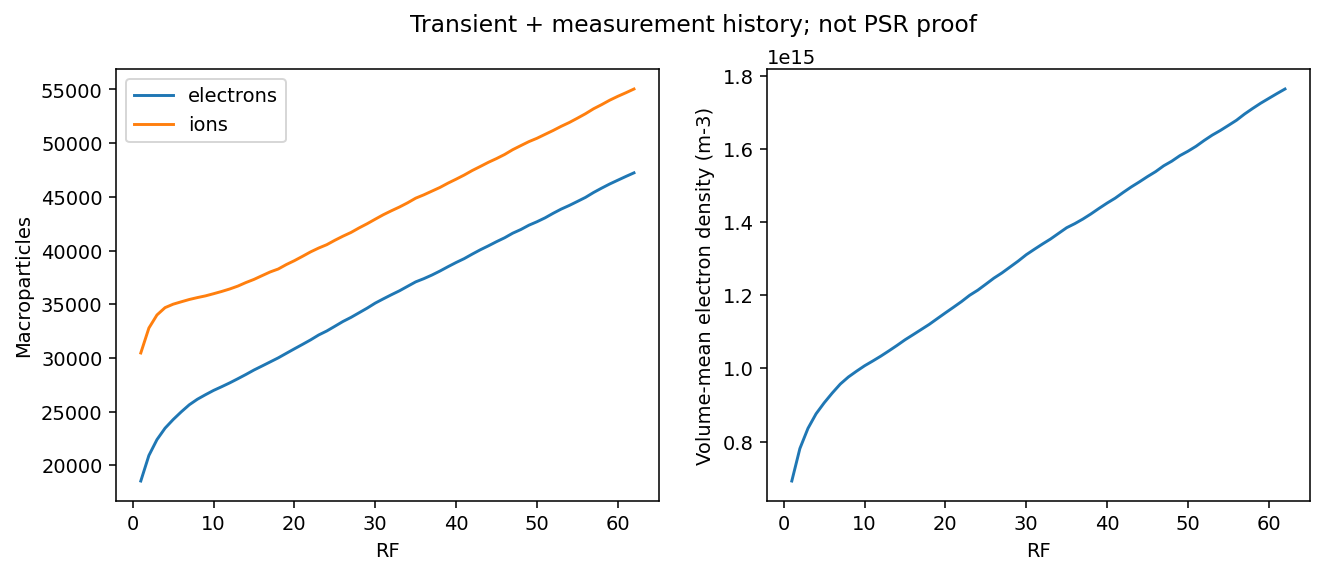 Transient + measurement history; not PSR proof
electrons
ions
Macroparticles
55000
50000
45000
40000
35000
30000
25000
20000
0 10 20 30 40 50 60
RF
1e15
Volume-mean electron density (m-3)
1.8
1.6
1.4
1.2
1.0
0.8
0 10 20 30 40 50 60
RF